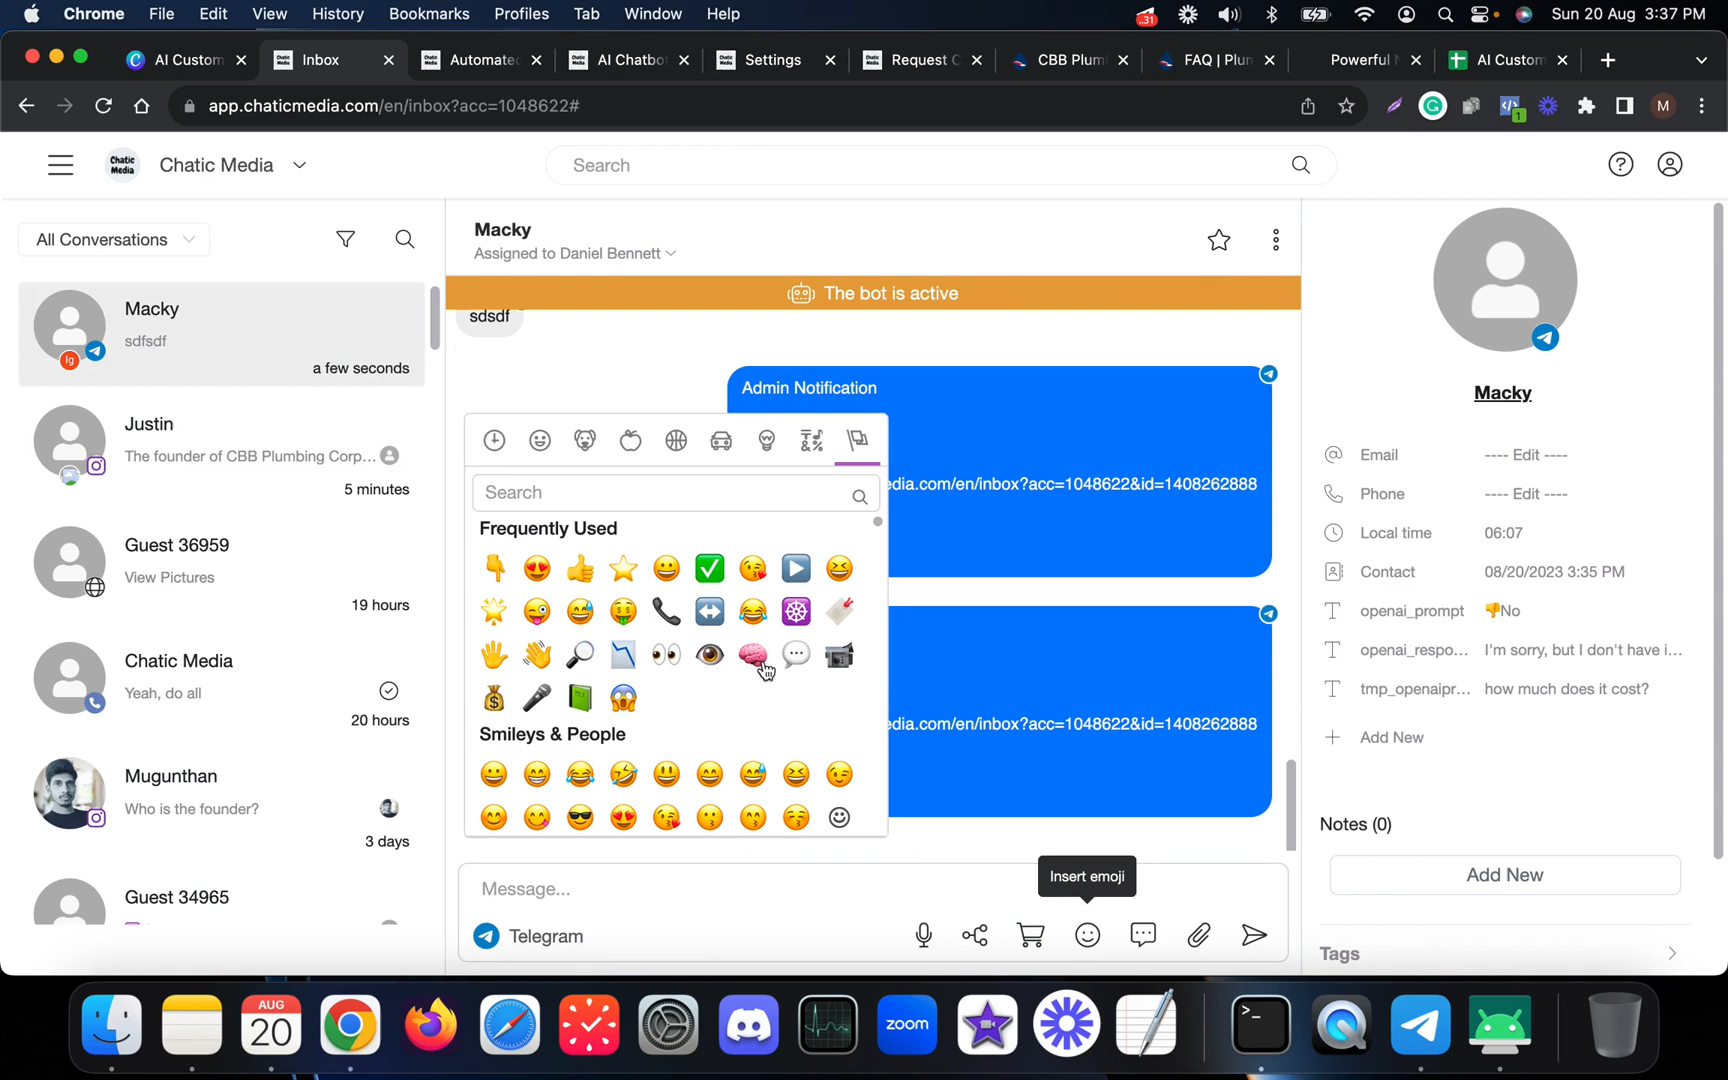 Chrome File Edit View History Bookmarks Profiles Tab Window Help 31 Sun 20 Aug 3:37 PM
AI Custom Inbox Automated AI Chatbot Settings Request C CBB Plum FAQ | Plum Powerful AI Custom
app.chaticmedia.com/en/inbox?acc=1048622# 1 M
Chatic Media Chatic Media Search
All Conversations
Macky
sdfsdf
Ig
a few seconds
Justin
The founder of CBB Plumbing Corp...
5 minutes
Guest 36959
View Pictures
19 hours
Chatic Media
Yeah, do all
20 hours
Mugunthan
Who is the founder?
3 days
Guest 34965
Macky
Assigned to Daniel Bennett
The bot is active
sdsdf
Admin Notification
edia.com/en/inbox?acc=1048622&id=1408262888
edia.com/en/inbox?acc=1048622&id=1408262888
Search
Frequently Used
Smileys & People
Insert emoji
Message...
Telegram
Macky
Email ---- Edit ----
Phone ---- Edit ----
Local time 06:07
Contact 08/20/2023 3:35 PM
openai_prompt 👎No
openai_respo... I'm sorry, but I don't have i...
tmp_openaipr... how much does it cost?
Add New
Notes (0)
Add New
Tags
AUG
20
zoom